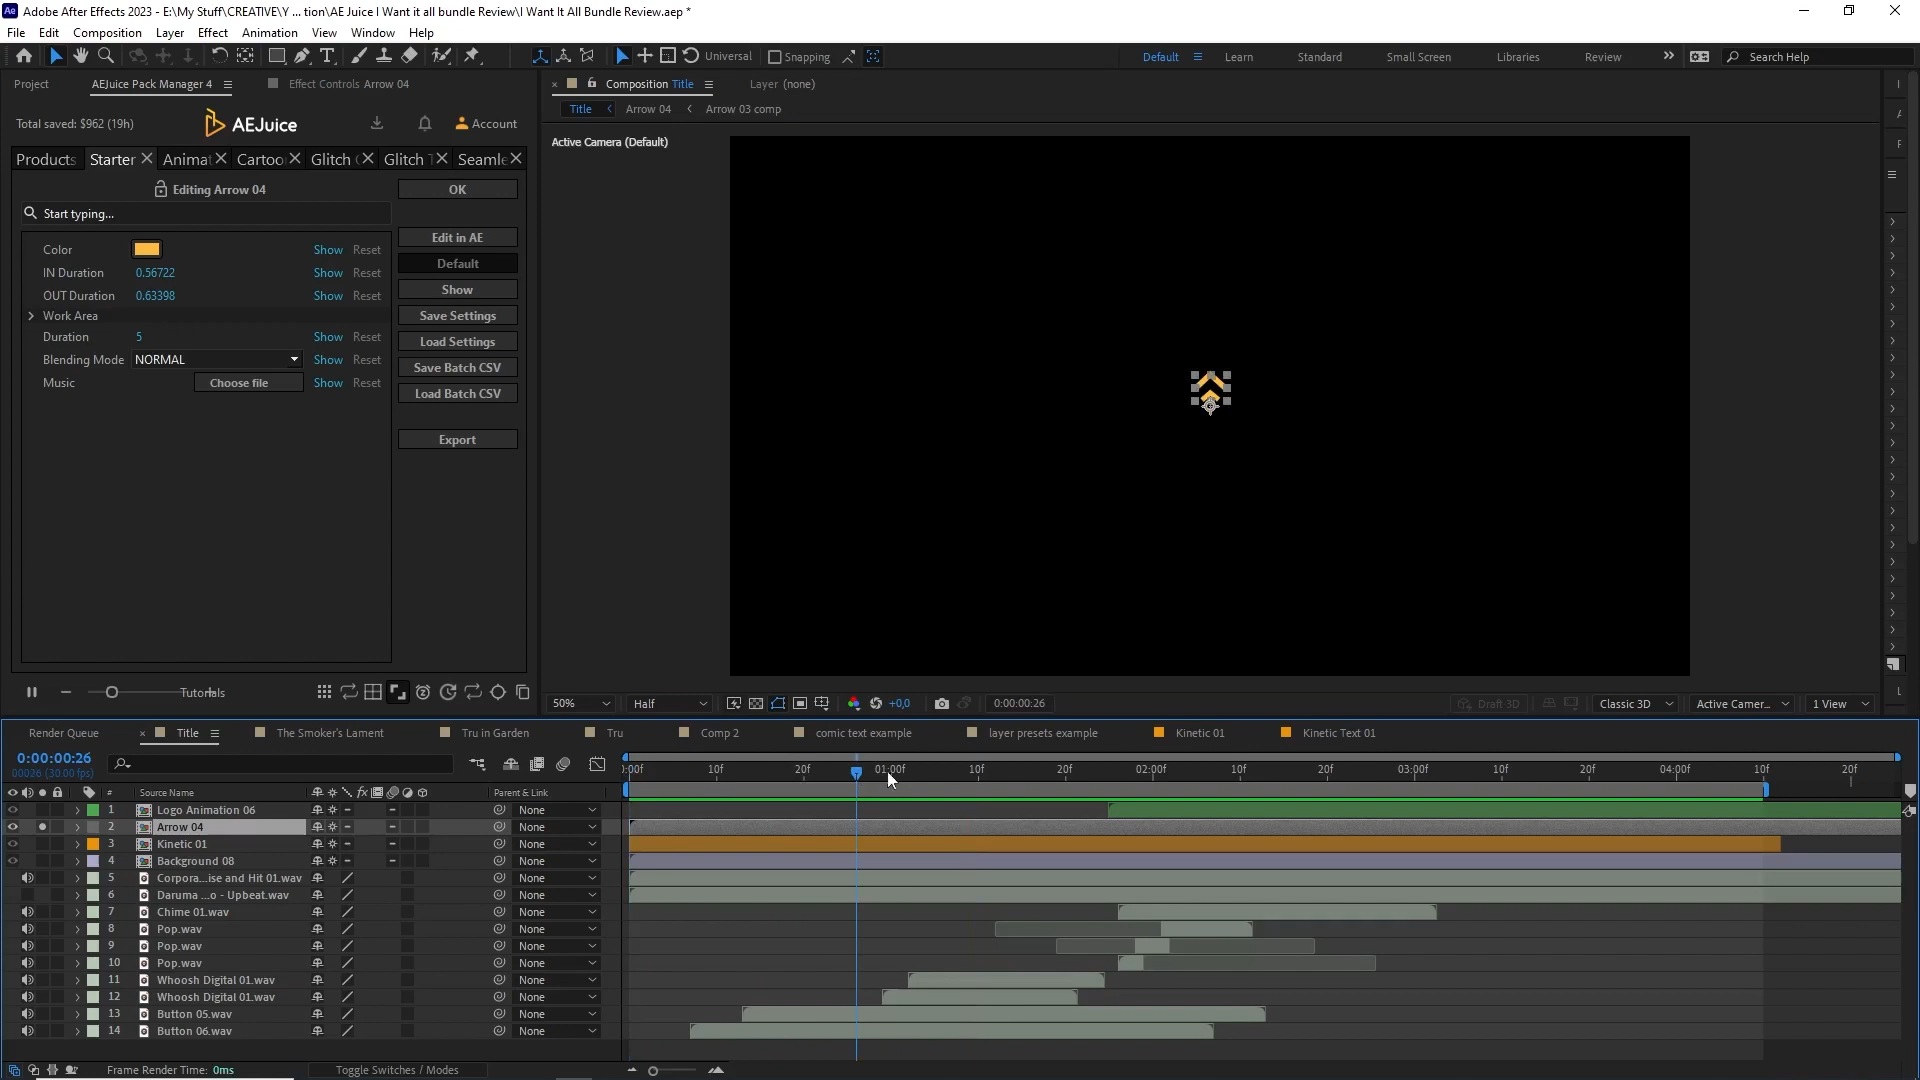 Adobe After Effects 2023 - E:\My Stuff\CREATIVE\Y ... tion\AE Juice I Want it all bundle Review\I Want It All Bundle Review.aep *
File Edit Composition Layer Effect Animation View Window Help
Universal Snapping Default Learn Standard Small Screen Libraries Review Search Help
Project AEJuice Pack Manager 4 Effect Controls Arrow 04 Composition Title Layer (none)
Title Arrow 04 Arrow 03 comp
Total saved: $962 (19h) AEJuice Account
Active Camera (Default)
Products Starter Animat Cartoo Glitch ( Glitch T Seamle
Editing Arrow 04 OK
Start typing...
Edit in AE
Color Show Reset
Default
IN Duration 0.56722 Show Reset
Show
OUT Duration 0.63398 Show Reset
Work Area Save Settings
Duration 5 Show Reset
Load Settings
Blending Mode NORMAL Show Reset
Save Batch CSV
Music Choose file Show Reset
Load Batch CSV
Export
Tutorials
50% Half +0,0 0:00:00:26 Draft 3D Classic 3D Active Camer... 1 View
Render Queue Title The Smoker's Lament Tru in Garden Tru Comp 2 comic text example layer presets example Kinetic 01 Kinetic Text 01
0:00:00:26
00026 (30.00 fps)
0:00f 10f 20f 01:00f 10f 20f 02:00f 10f 20f 03:00f 10f 20f 04:00f 10f 20f
# Source Name fx Parent & Link
1 Logo Animation 06 None
2 Arrow 04 None
3 Kinetic 01 None
4 Background 08 None
5 Corpora...ise and Hit 01.wav None
6 Daruma ...o - Upbeat.wav None
7 Chime 01.wav None
8 Pop.wav None
9 Pop.wav None
10 Pop.wav None
11 Whoosh Digital 01.wav None
12 Whoosh Digital 01.wav None
13 Button 05.wav None
14 Button 06.wav None
Frame Render Time: 0ms Toggle Switches / Modes